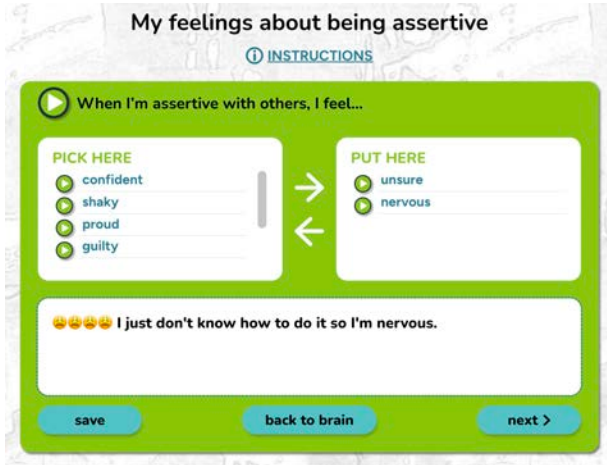 My feelings about being assertive
INSTRUCTIONS
When I'm assertive with others, I feel...
PICK HERE
confident
shaky
proud
guilty
PUT HERE
unsure
nervous
😩😩😩😩 I just don't know how to do it so I'm nervous.
save
back to brain
next >